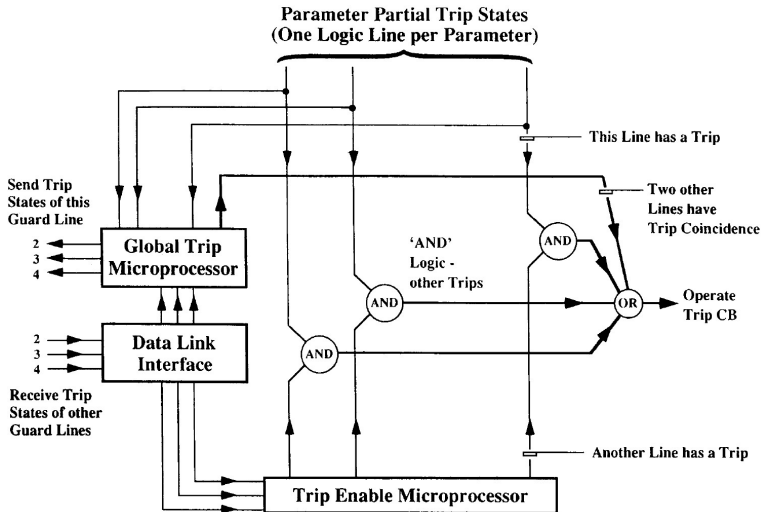 Parameter Partial Trip States
(One Logic Line per Parameter)
This Line has a Trip
Send Trip
States of this
Guard Line
Two other
Lines have
Trip Coincidence
2
3
4
Global Trip
Microprocessor
'AND'
Logic -
other Trips
AND
AND
AND
OR
Operate
Trip CB
2
3
4
Data Link
Interface
Receive Trip
States of other
Guard Lines
Another Line has a Trip
Trip Enable Microprocessor